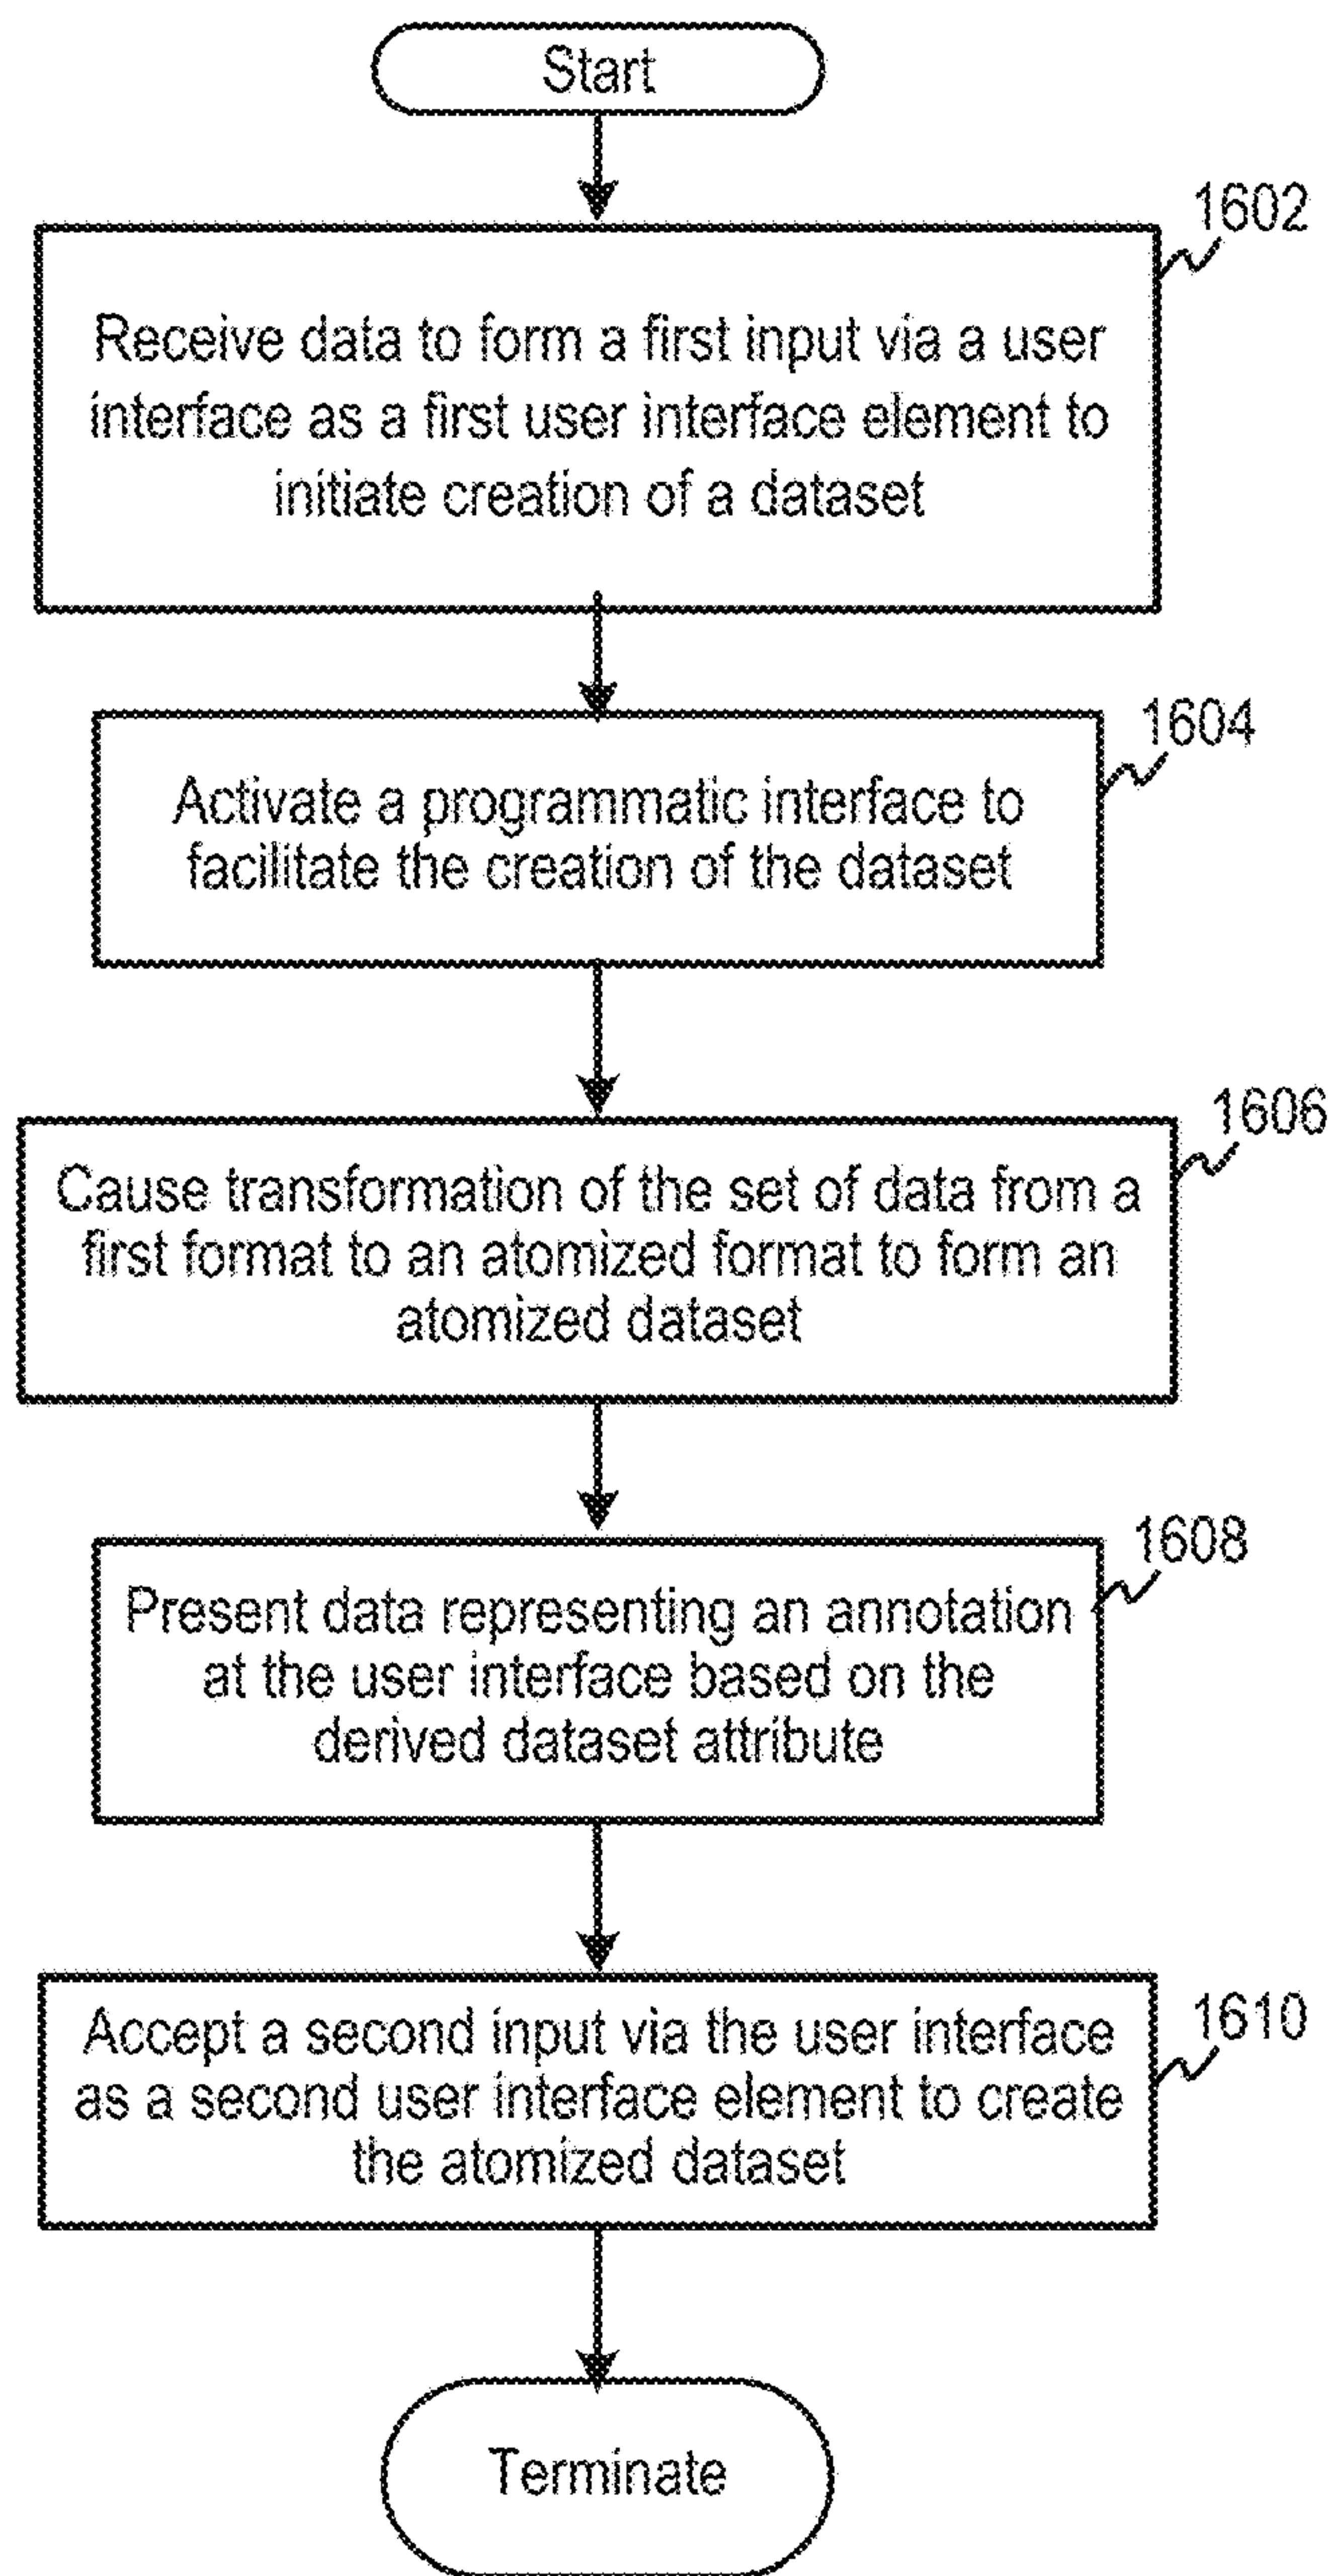 Start
1602
Receive data to form a first input via a user
interface as a first user interface element to
initiate creation of a dataset
1604
Activate a programmatic interface to
facilitate the creation of the dataset
1606
Cause transformation of the set of data from a
first format to an atomized format to form an
atomized dataset
1608
Present data representing an annotation
at the user interface based on the
derived dataset attribute
1610
Accept a second input via the user interface
as a second user interface element to create
the atomized dataset
Terminate